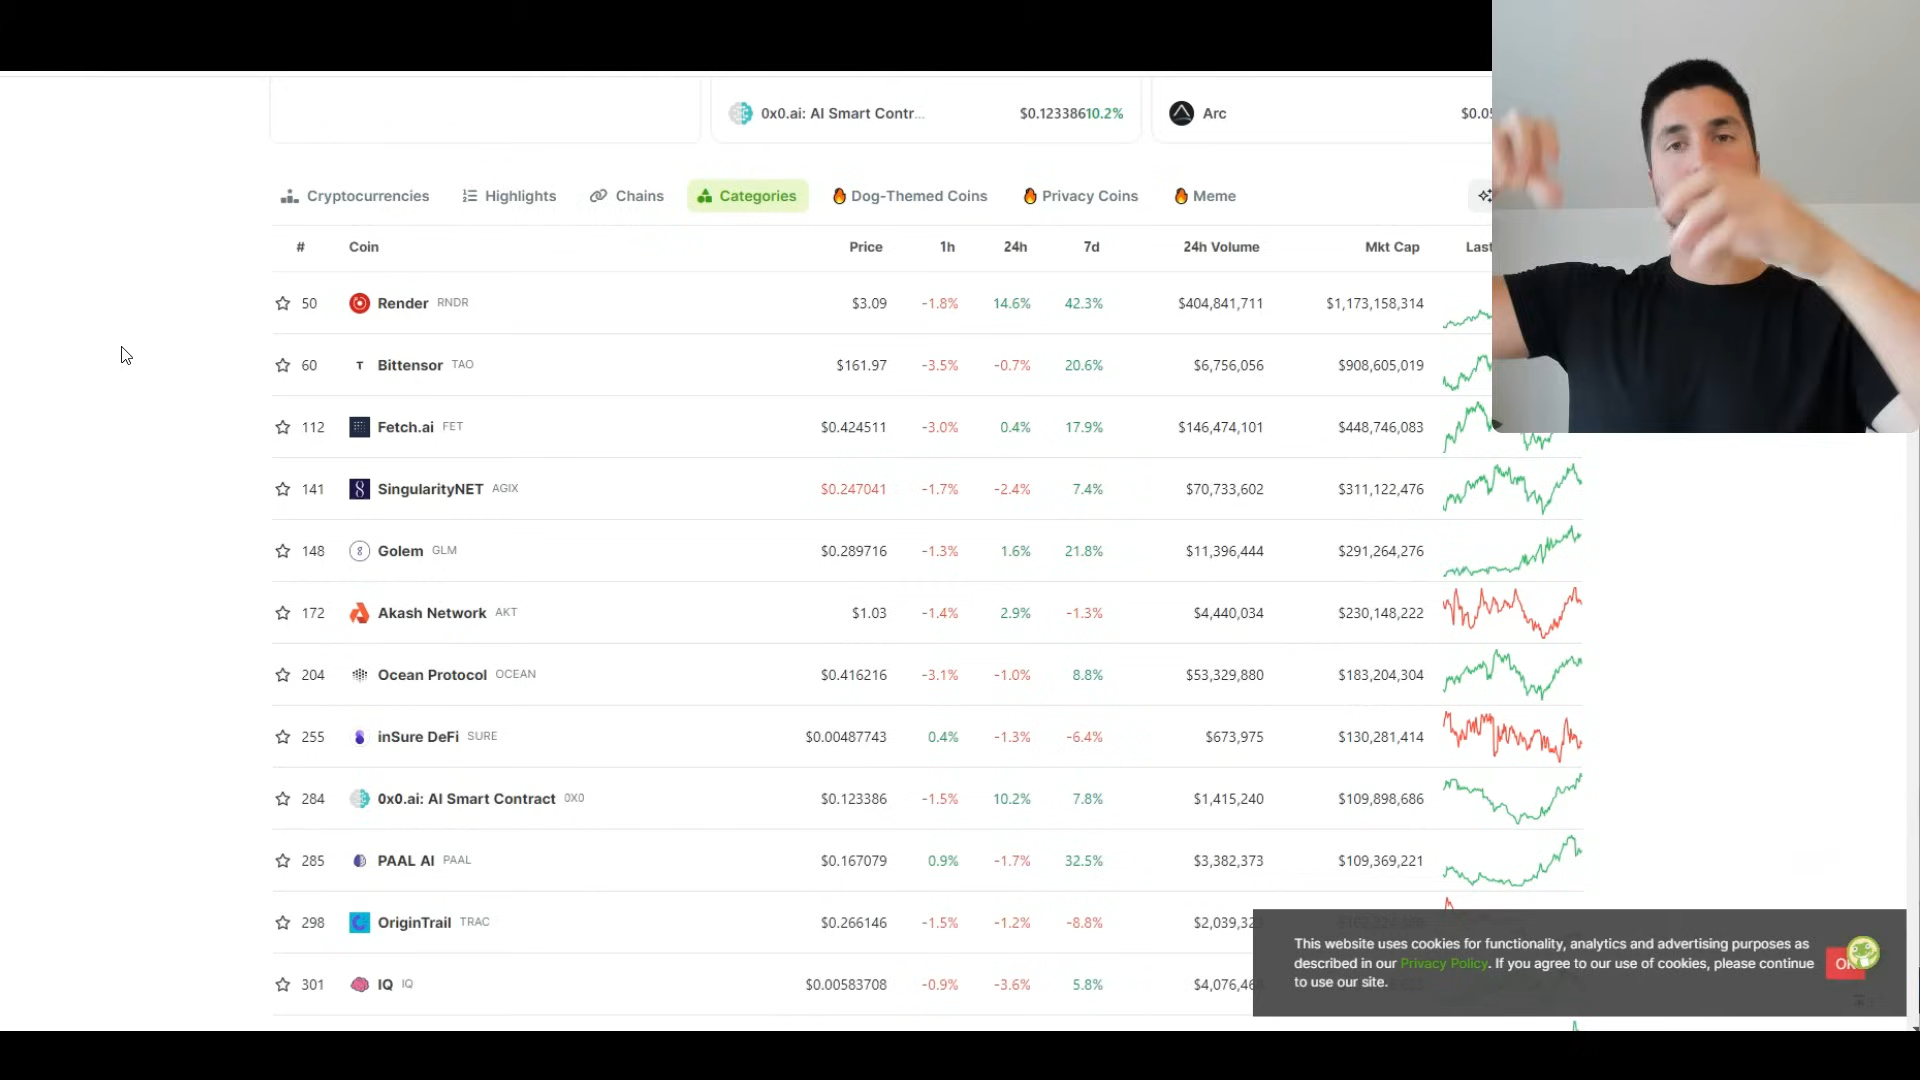 0x0.ai: AI Smart Contr... $0.12338610.2% Arc $0.05
Cryptocurrencies Highlights Chains Categories Dog-Themed Coins Privacy Coins Meme
# Coin Price 1h 24h 7d 24h Volume Mkt Cap Last
50 Render RNDR $3.09 -1.8% 14.6% 42.3% $404,841,711 $1,173,158,314
60 T Bittensor TAO $161.97 -3.5% -0.7% 20.6% $6,756,056 $908,605,019
112 Fetch.ai FET $0.424511 -3.0% 0.4% 17.9% $146,474,101 $448,746,083
141 SingularityNET AGIX $0.247041 -1.7% -2.4% 7.4% $70,733,602 $311,122,476
148 Golem GLM $0.289716 -1.3% 1.6% 21.8% $11,396,444 $291,264,276
172 Akash Network AKT $1.03 -1.4% 2.9% -1.3% $4,440,034 $230,148,222
204 Ocean Protocol OCEAN $0.416216 -3.1% -1.0% 8.8% $53,329,880 $183,204,304
255 inSure DeFi SURE $0.00487743 0.4% -1.3% -6.4% $673,975 $130,281,414
284 0x0.ai: AI Smart Contract 0X0 $0.123386 -1.5% 10.2% 7.8% $1,415,240 $109,898,686
285 PAAL AI PAAL $0.167079 0.9% -1.7% 32.5% $3,382,373 $109,369,221
298 OriginTrail TRAC $0.266146 -1.5% -1.2% -8.8% $2,039,32
301 IQ IQ $0.00583708 -0.9% -3.6% 5.8% $4,076,46
This website uses cookies for functionality, analytics and advertising purposes as
described in our Privacy Policy. If you agree to our use of cookies, please continue
to use our site.
OK